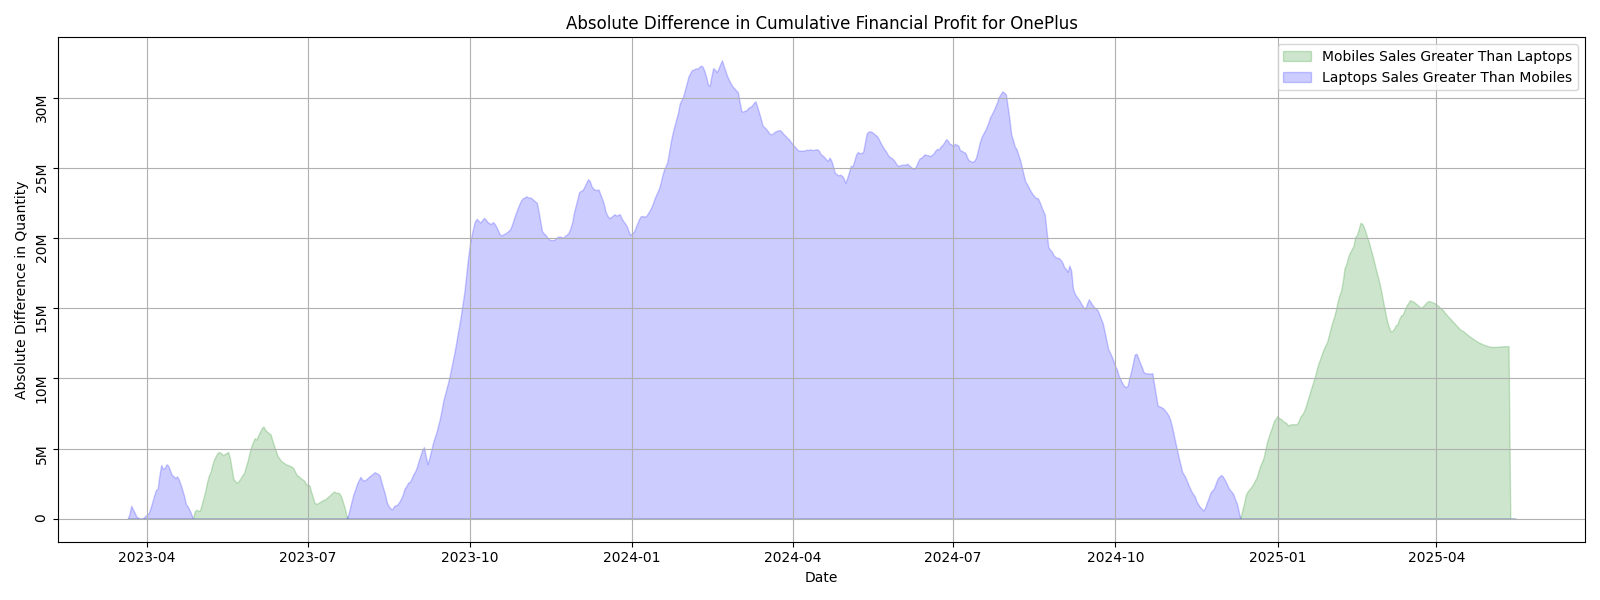 Absolute Difference in Cumulative Financial Profit for OnePlus
Mobiles Sales Greater Than Laptops
Laptops Sales Greater Than Mobiles
Absolute Difference in Quantity
30M
25M
20M
15M
10M
5M
0
2023-04 2023-07 2023-10 2024-01 2024-04 2024-07 2024-10 2025-01 2025-04
Date